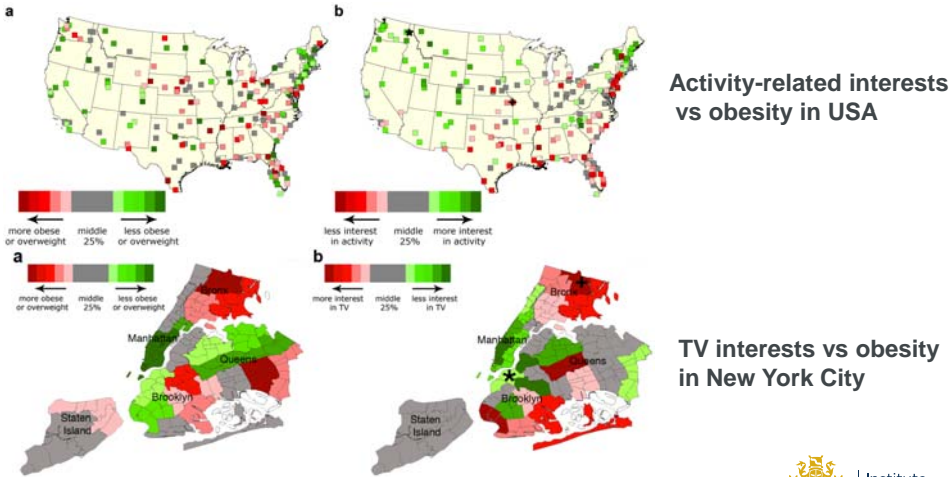 a
b
Activity-related interests
vs obesity in USA
more obese
or overweight
middle
25%
less obese
or overweight
less interest
in activity
middle
25%
more interest
in activity
a
more obese
or overweight
middle
25%
less obese
or overweight
Bronx
Manhattan
Queens
Brooklyn
Staten
Island
b
more interest
in TV
middle
25%
less interest
in TV
Bronx
Manhattan
Queens
Brooklyn
Staten
Island
TV interests vs obesity
in New York City